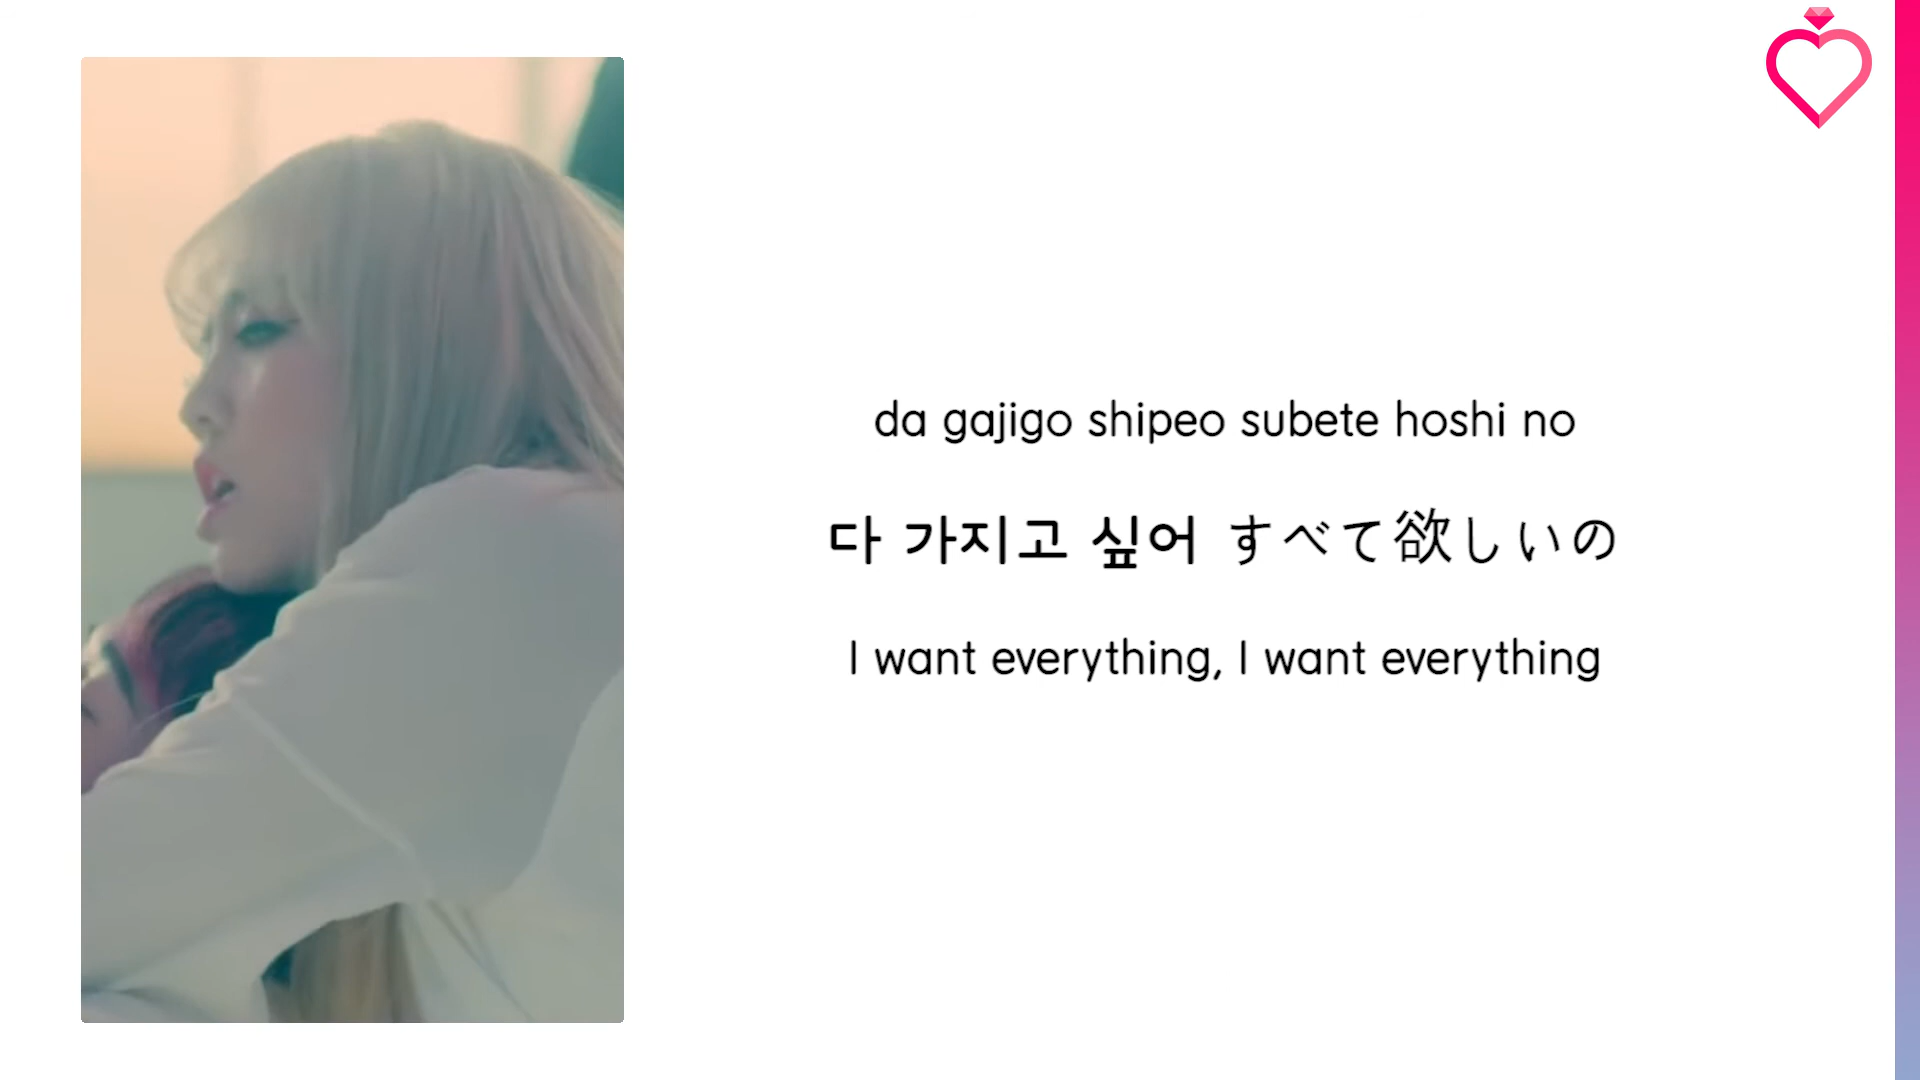 da gajigo shipeo subete hoshi no
다 가지고 싶어 すべて欲しいの
I want everything, I want everything